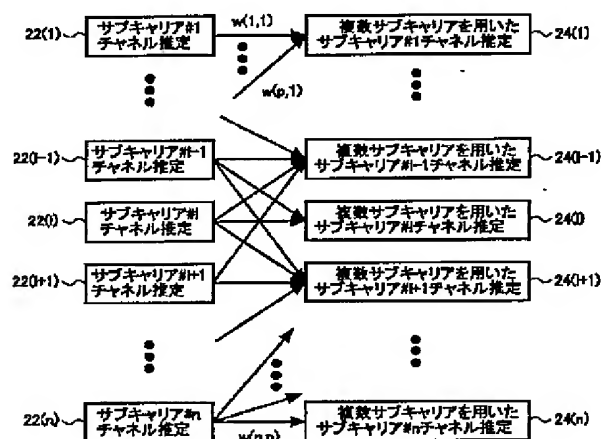 22(1)
サブキャリア#1
チャネル推定
w(1,1)
w(p,1)
複数サブキャリアを用いた
サブキャリア#1チャネル推定
24(1)
22(i-1)
サブキャリア#i-1
チャネル推定
複数サブキャリアを用いた
サブキャリア#i-1チャネル推定
24(i-1)
22(i)
サブキャリア#i
チャネル推定
複数サブキャリアを用いた
サブキャリア#iチャネル推定
24(i)
22(i+1)
サブキャリア#i+1
チャネル推定
複数サブキャリアを用いた
サブキャリア#i+1チャネル推定
24(i+1)
22(n)
サブキャリア#n
チャネル推定
w(n,n)
複数サブキャリアを用いた
サブキャリア#nチャネル推定
24(n)